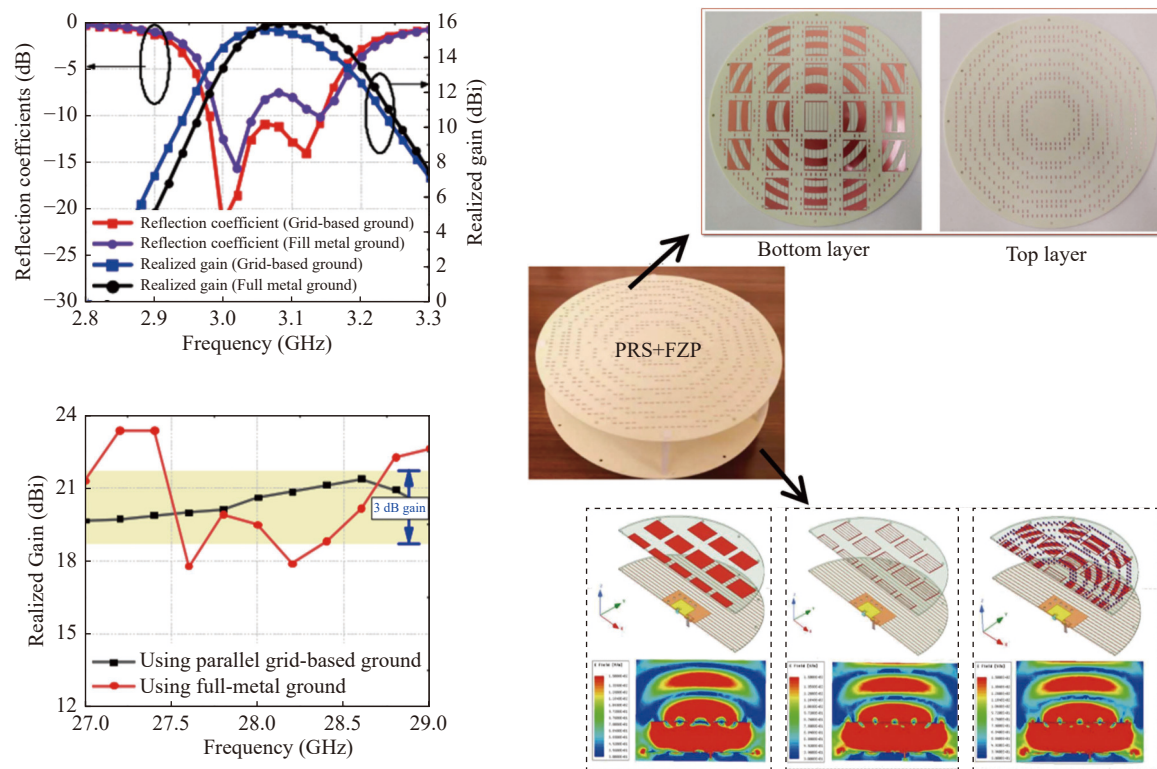 0
−5
−10
−15
−20
−25
−30
Reflection coefficients (dB)
16
14
12
10
8
6
4
2
0
Realized gain (dBi)
Reflection coefficient (Grid-based ground)
Reflection coefficient (Fill metal ground)
Realized gain (Grid-based ground)
Realized gain (Full metal ground)
2.8 2.9 3.0 3.1 3.2 3.3
Frequency (GHz)
Bottom layer
Top layer
PRS+FZP
24
21
18
15
12
Realized Gain (dBi)
3 dB gain
Using parallel grid-based ground
Using full-metal ground
27.0 27.5 28.0 28.5 29.0
Frequency (GHz)